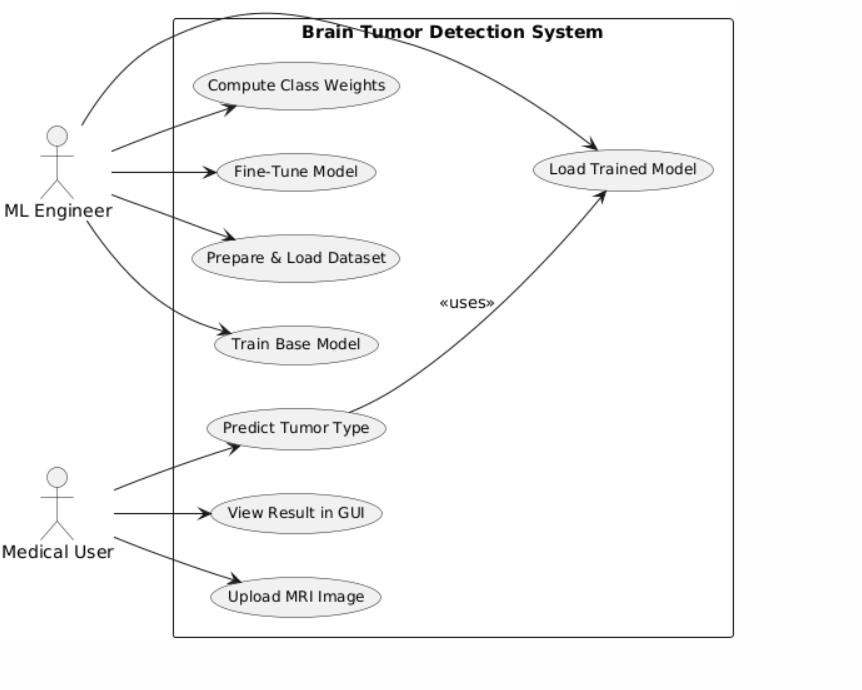 Brain Tumor Detection System
Compute Class Weights
Load Trained Model
Fine-Tune Model
ML Engineer
Prepare & Load Dataset
«uses»
Train Base Model
Predict Tumor Type
View Result in GUI
Medical User
Upload MRI Image